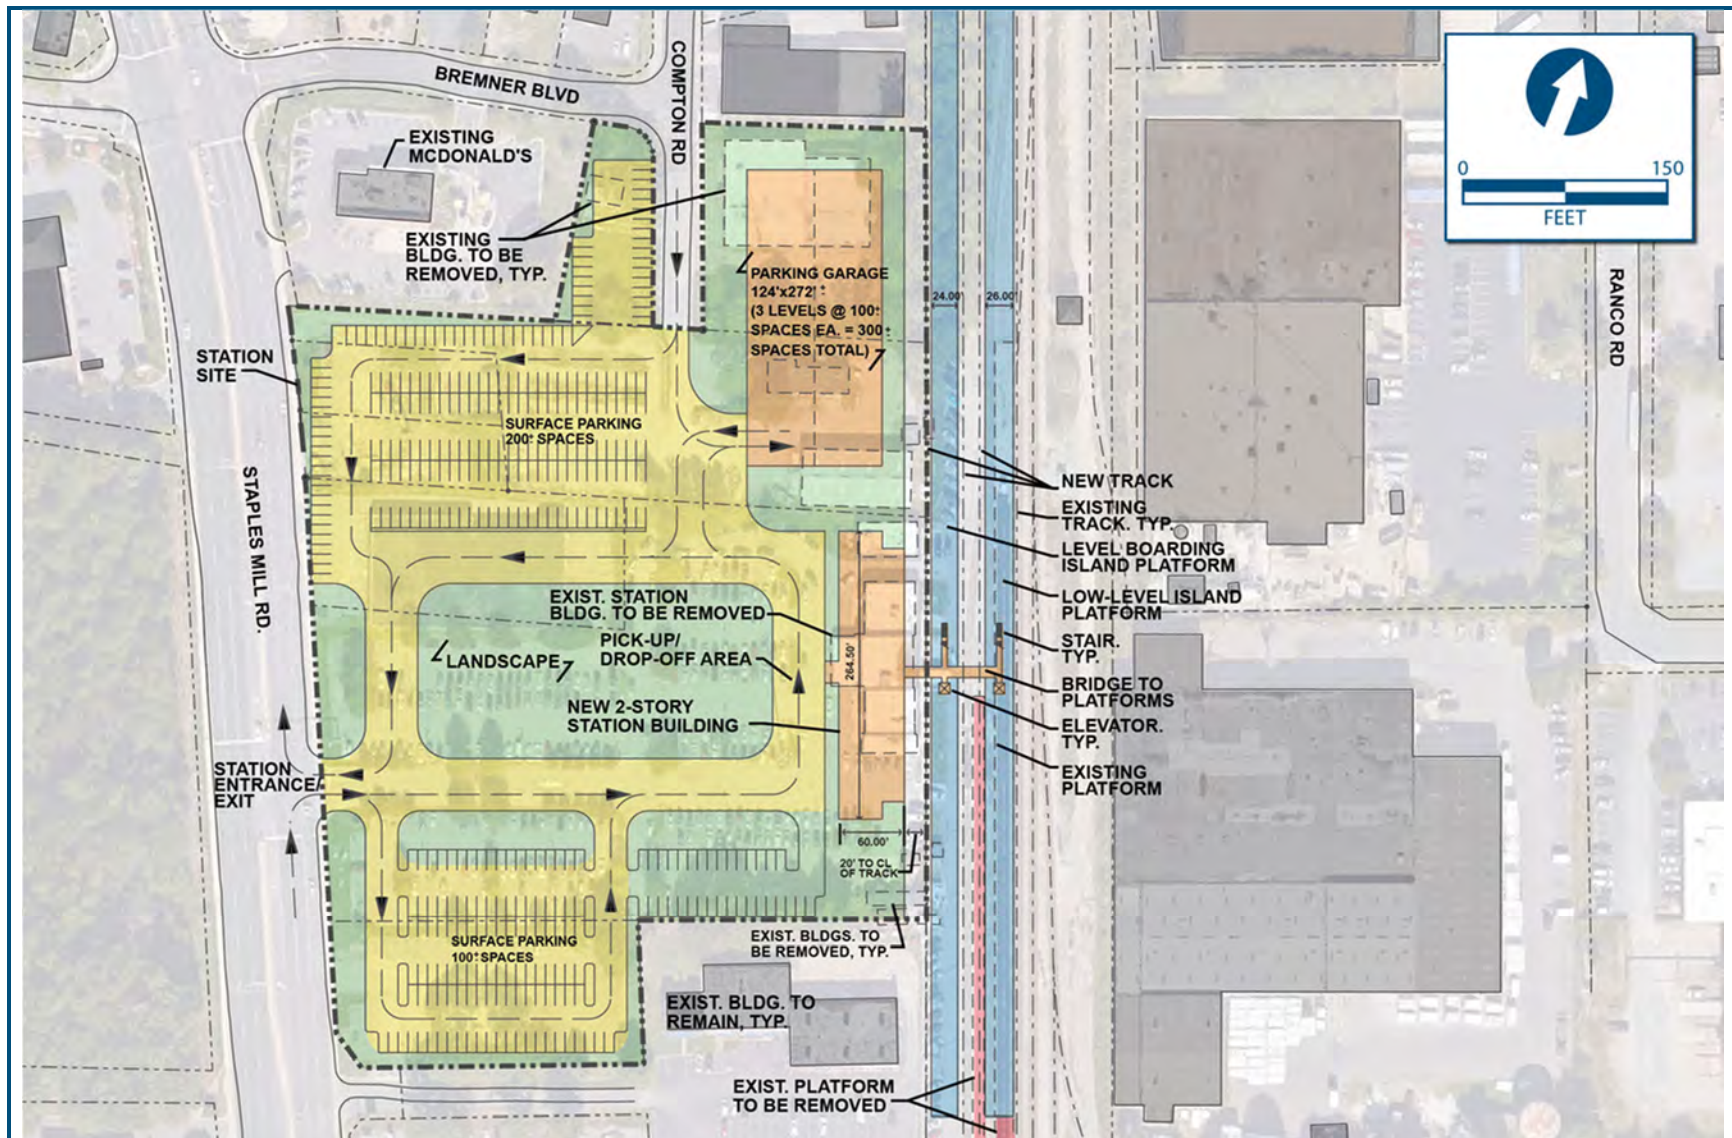 BREMNER BLVD
COMPTON RD
EXISTING
MCDONALD'S
0 150
FEET
EXISTING
BLDG. TO BE
REMOVED, TYP.
PARKING GARAGE
124'x272'±
(3 LEVELS @ 100±
SPACES EA. = 300±
SPACES TOTAL)
24.00'
26.00'
RANCO RD
STATION
SITE
SURFACE PARKING
200± SPACES
STAPLES MILL RD.
NEW TRACK
EXISTING
TRACK. TYP.
LEVEL BOARDING
ISLAND PLATFORM
LOW-LEVEL ISLAND
PLATFORM
STAIR.
TYP.
BRIDGE TO
PLATFORMS
ELEVATOR.
TYP.
EXISTING
PLATFORM
EXIST. STATION
BLDG. TO BE REMOVED
PICK-UP/
DROP-OFF AREA
LANDSCAPE
264.50'
NEW 2-STORY
STATION BUILDING
STATION
ENTRANCE/
EXIT
60.00'
20' TO CL
OF TRACK
SURFACE PARKING
100± SPACES
EXIST. BLDGS. TO
BE REMOVED, TYP.
EXIST. BLDG. TO
REMAIN, TYP.
EXIST. PLATFORM
TO BE REMOVED